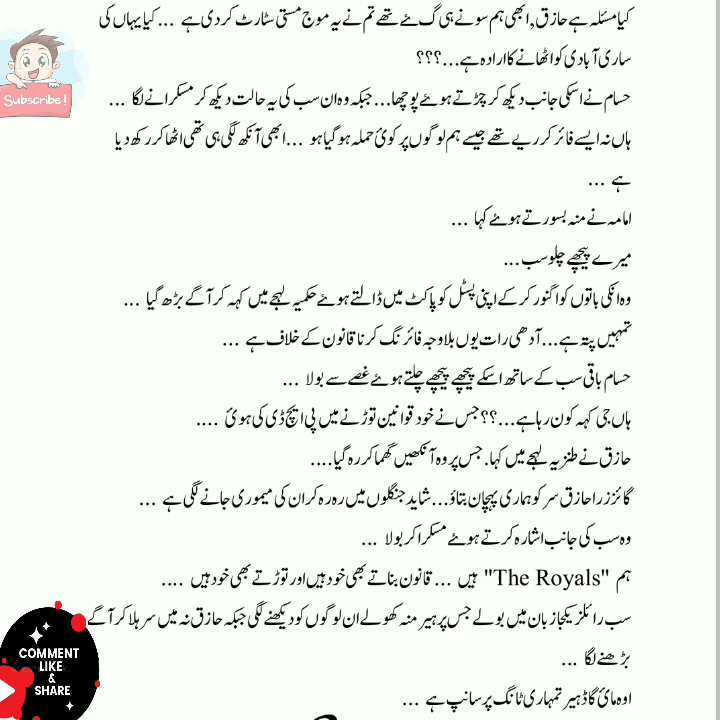 کیا مسئلہ ہے حازق , ابھی ہم سونے ہی گۓ تھے تم نے یہ موج مستی سٹارٹ کر دی ہے ... کیا یہاں کی
ساری آبادی کو اٹھانے کا ارادہ ہے...؟؟؟
حسام نے اسکی جانب دیکھ کر چڑتے ہوۓ پوچھا... جبکہ وہ ان سب کی یہ حالت دیکھ کر مسکرانے لگا ...
ہاں نہ ایسے فائر کر رہے تھے جیسے ہم لوگوں پر کوئ حملہ ہو گیا ہو ... ابھی آنکھ لگی ہی تھی اٹھا کر رکھ دیا
ہے ...
امامہ نے منہ بسورتے ہوۓ کہا ...
میرے پیچھے چلو سب ...
وہ انکی باتوں کو اگنور کر کے اپنی پسٹل کو پاکٹ میں ڈالتے ہوۓ حکمیہ لہجے میں کہہ کر آگے بڑھ گیا ...
تمہیں پتہ ہے... آدھی رات یوں بلاوجہ فائرنگ کرنا قانون کے خلاف ہے ...
حسام باقی سب کے ساتھ اسکے پیچھے پیچھے چلتے ہوۓ غصے سے بولا ...
ہاں جی کہہ کون رہا ہے...؟؟ جس نے خود قوانین توڑنے میں پی ایچ ڈی کی ہوئ ....
حازق نے طنزیہ لہجے میں کہا. جس پر وہ آنکھیں گھما کر رہ گیا....
گائز زرا حازق سر کو ہماری پہچان بتاؤ... شاید جنگلوں میں رہ رہ کر ان کی میموری جانے لگی ہے ...
وہ سب کی جانب اشارہ کرتے ہوۓ مسکرا کر بولا ...
ہم "The Royals" ہیں ... قانون بناتے بھی خود ہیں اور توڑتے بھی خود ہیں ....
سب رائلز یکجا زبان میں بولے جس پر ہیر منہ کھولے ان لوگوں کو دیکھنے لگی جبکہ حازق نہ میں سر ہلا کر آگے
بڑھنے لگا ...
اوہ مائ گاڈ ہیر تمہاری ٹانگ پر سانپ ہے ...
Subscribe!
COMMENT
LIKE
&
SHARE